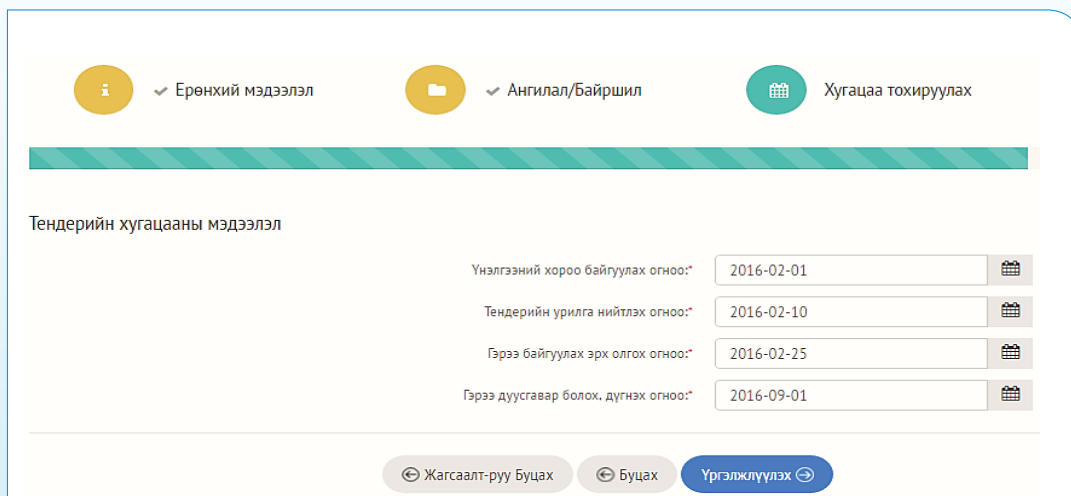 Ерөнхий мэдээлэл
Ангилал/Байршил
Хугацаа тохируулах
Тендерийн хугацааны мэдээлэл
Үнэлгээний хороо байгуулах огноо:* 2016-02-01
Тендерийн урилга нийтлэх огноо:* 2016-02-10
Гэрээ байгуулах эрх олгох огноо:* 2016-02-25
Гэрээ дуусгавар болох, дүгнэх огноо:* 2016-09-01
Жагсаалт-руу Буцах Буцах Үргэлжлүүлэх